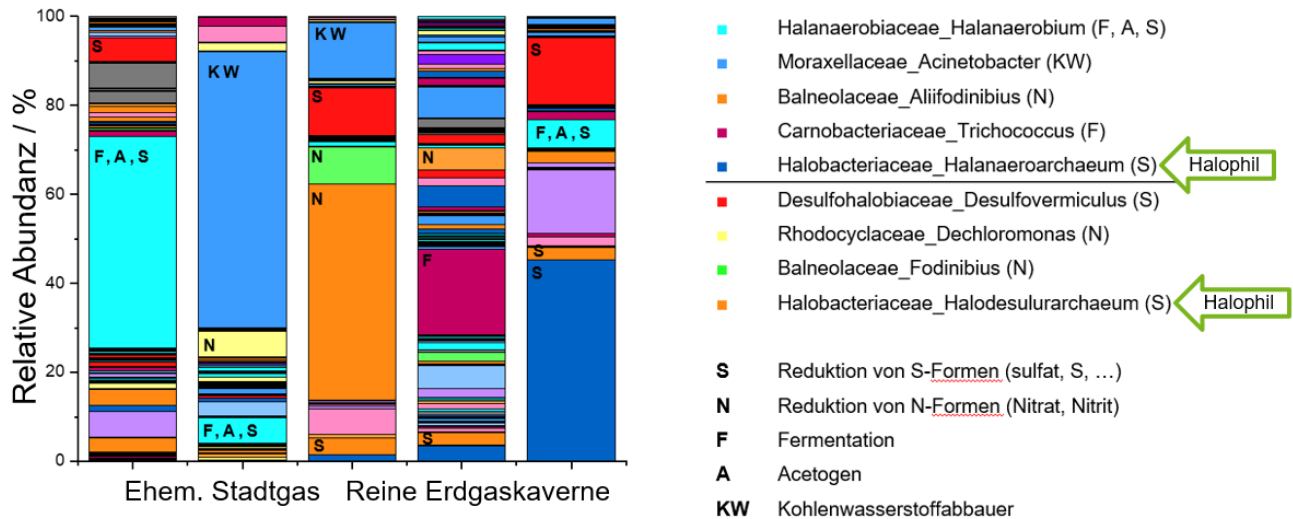 Relative Abundanz / %
100
80
60
40
20
0
S
F, A, S
K W
N
F, A, S
K W
S
N
N
S
N
F
S
S
F, A, S
S
S
Ehem. Stadtgas
Reine Erdgaskaverne
Halanaerobiaceae_Halanaerobium (F, A, S)
Moraxellaceae_Acinetobacter (KW)
Balneolaceae_Aliifodinibius (N)
Carnobacteriaceae_Trichococcus (F)
Halobacteriaceae_Halanaeroarchaeum (S) Halophil
Desulfohalobiaceae_Desulfovermiculus (S)
Rhodocyclaceae_Dechloromonas (N)
Balneolaceae_Fodinibius (N)
Halobacteriaceae_Halodesulurarchaeum (S) Halophil
S Reduktion von S-Formen (sulfat, S, ...)
N Reduktion von N-Formen (Nitrat, Nitrit)
F Fermentation
A Acetogen
KW Kohlenwasserstoffabbauer